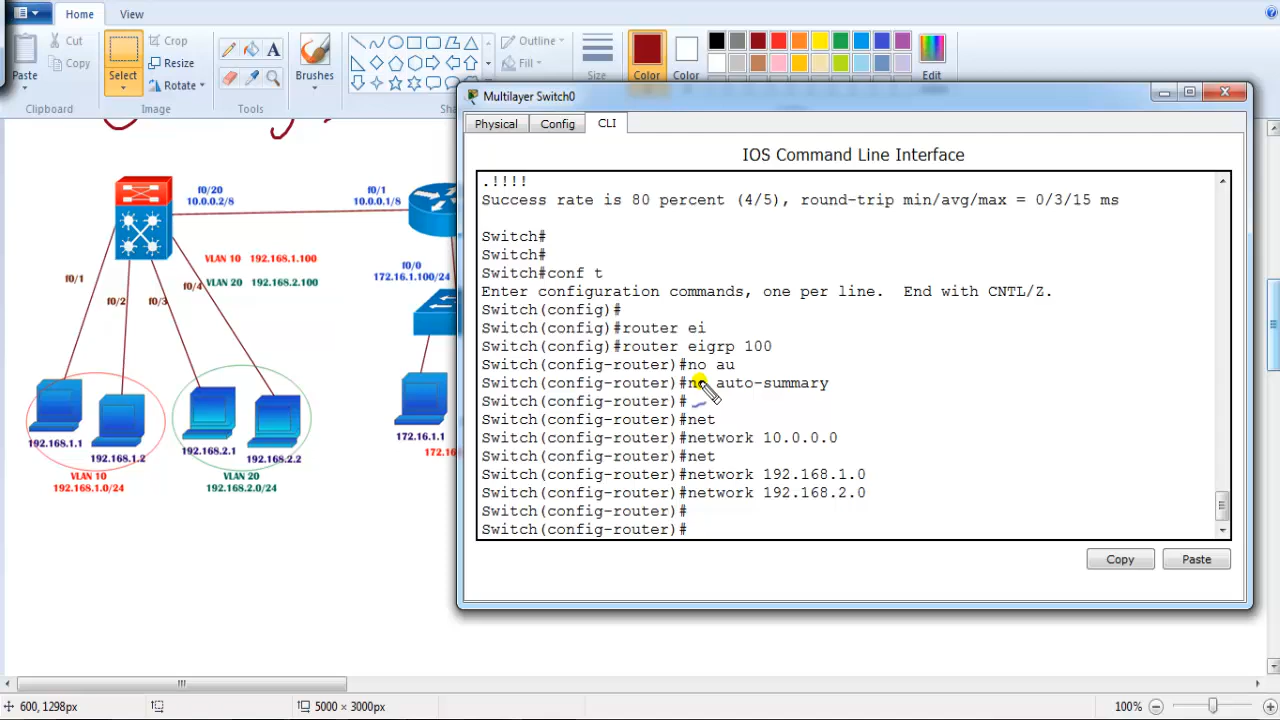 Home
View
Paste
Cut
Copy
Select
Crop
Resize
Rotate
Brushes
Outline
Fill
Size
Color
Color
Edit
Clipboard
Image
Tools
Multilayer Switch0
Physical
Config
CLI
IOS Command Line Interface
.!!!!
Success rate is 80 percent (4/5), round-trip min/avg/max = 0/3/15 ms
Switch#
Switch#
Switch#conf t
Enter configuration commands, one per line.  End with CNTL/Z.
Switch(config)#
Switch(config)#router ei
Switch(config)#router eigrp 100
Switch(config-router)#no au
Switch(config-router)#no auto-summary
Switch(config-router)#
Switch(config-router)#net
Switch(config-router)#network 10.0.0.0
Switch(config-router)#net
Switch(config-router)#network 192.168.1.0
Switch(config-router)#network 192.168.2.0
Switch(config-router)#
Switch(config-router)#
Copy
Paste
f0/20
10.0.0.2/8
f0/1
10.0.0.1/8
VLAN 10 192.168.1.100
VLAN 20 192.168.2.100
f0/0
172.16.1.100/24
f0/1
f0/2
f0/3
f0/4
192.168.1.1
192.168.1.2
192.168.2.1
192.168.2.2
172.16.1.1
VLAN 10
192.168.1.0/24
VLAN 20
192.168.2.0/24
600, 1298px
5000 × 3000px
100%